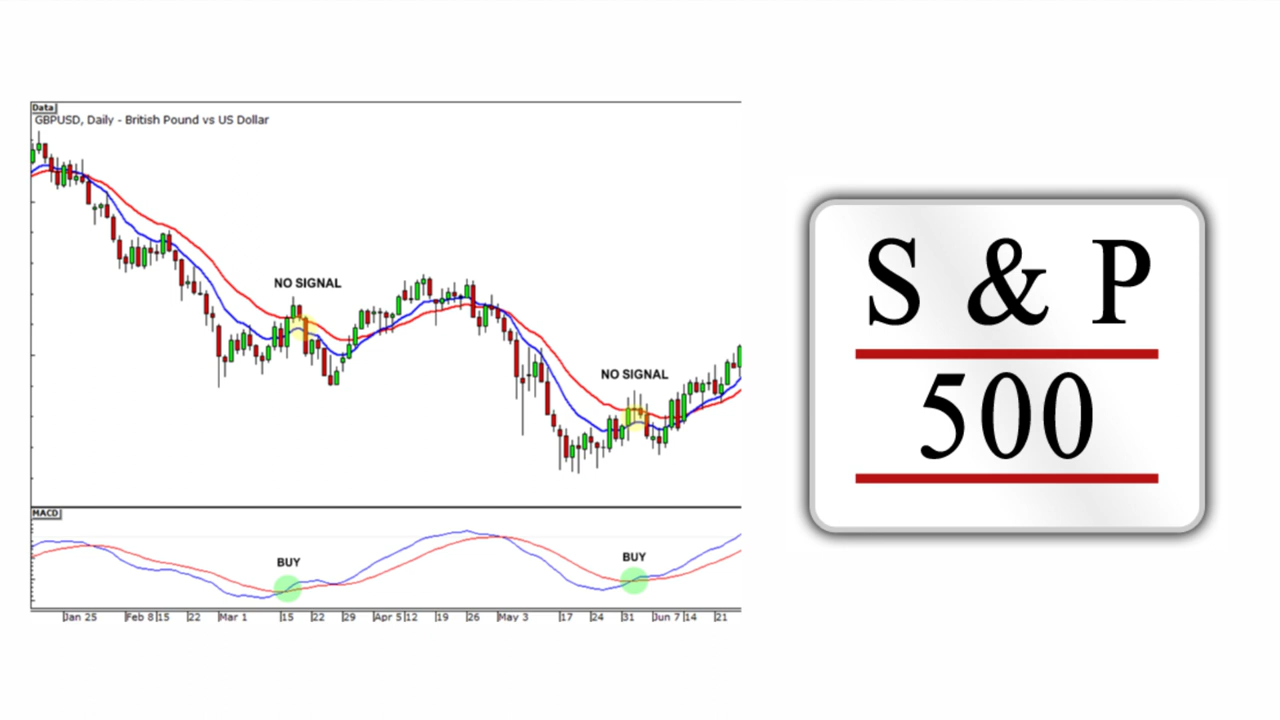 Data
GBPUSD, Daily - British Pound vs US Dollar
NO SIGNAL
NO SIGNAL
MACD
BUY
BUY
Jan 25 Feb 8 15 22 Mar 1 15 22 29 Apr 5 12 19 26 May 3 17 24 31 Jun 7 14 21
S & P
500